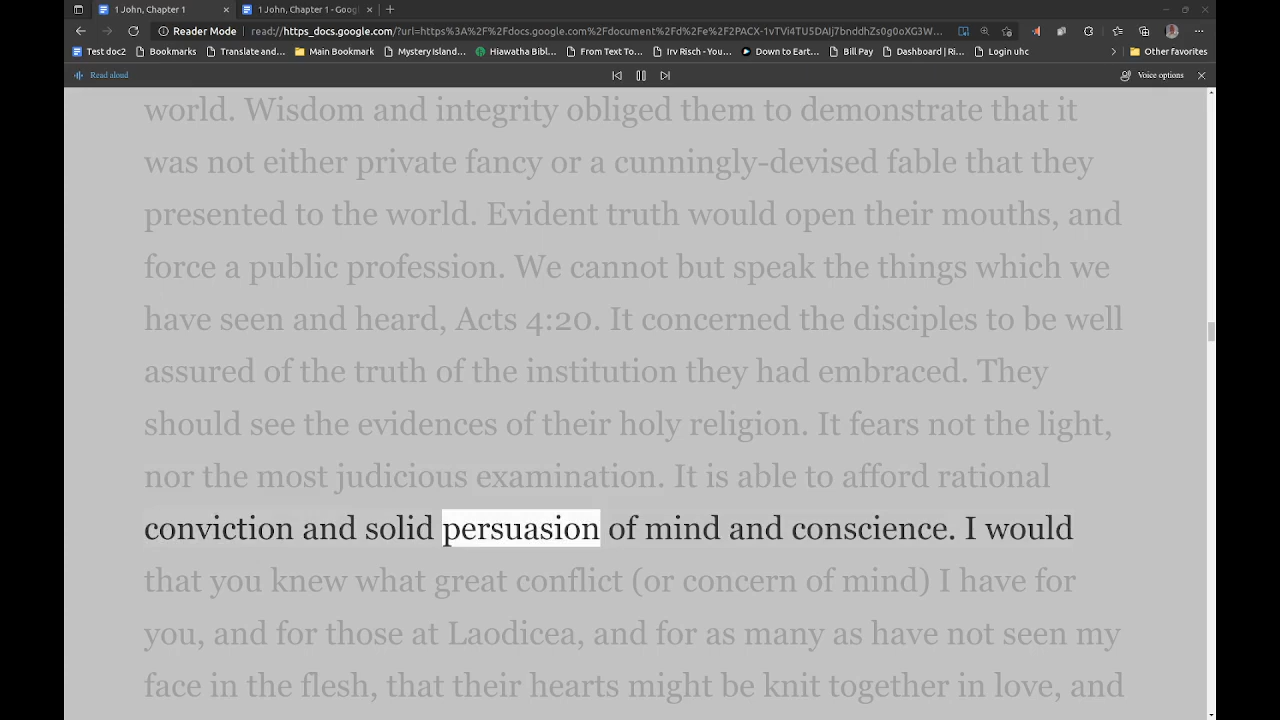 1 John, Chapter 1
1 John, Chapter 1 - Goog
Reader Mode
read://https_docs.google.com/?url=https%3A%2F%2Fdocs.google.com%2Fdocument%2Fd%2Fe%2F2PACX-1vTVi4TU5DAIj7bnddhZs0g0oXG3W...
Test doc2 Bookmarks Translate and... Main Bookmark Mystery Island... Hiawatha Bibl... From Text To... Irv Risch - You... Down to Eart... Bill Pay Dashboard | Ri... Login uhc Other favorites
Read aloud Voice options
world. Wisdom and integrity obliged them to demonstrate that it
was not either private fancy or a cunningly-devised fable that they
presented to the world. Evident truth would open their mouths, and
force a public profession. We cannot but speak the things which we
have seen and heard, Acts 4:20. It concerned the disciples to be well
assured of the truth of the institution they had embraced. They
should see the evidences of their holy religion. It fears not the light,
nor the most judicious examination. It is able to afford rational
conviction and solid persuasion of mind and conscience. I would
that you knew what great conflict (or concern of mind) I have for
you, and for those at Laodicea, and for as many as have not seen my
face in the flesh, that their hearts might be knit together in love, and